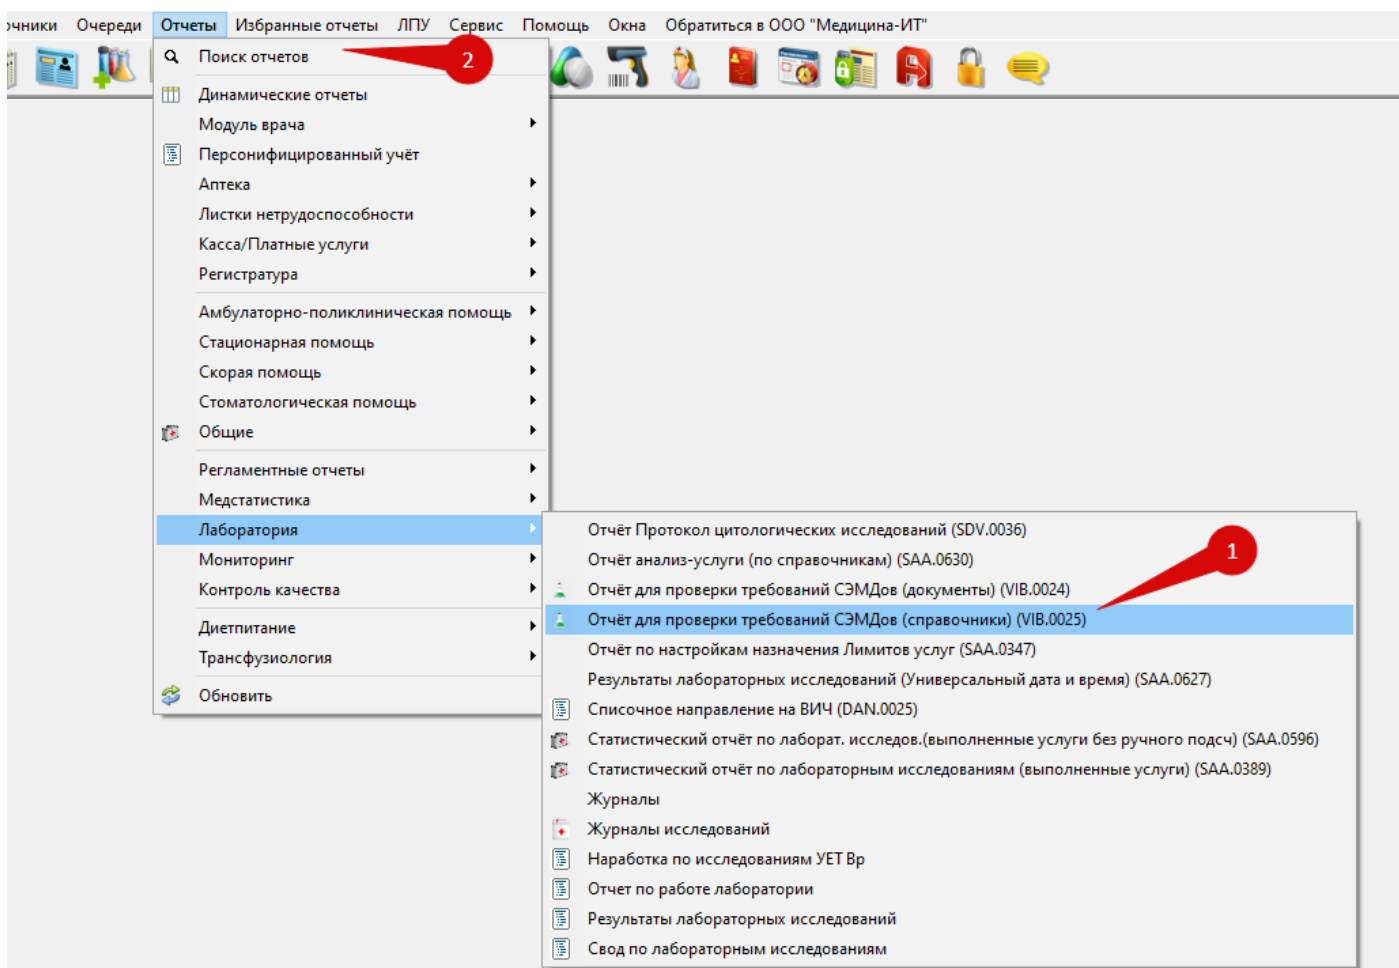 очники Очереди Отчеты Избранные отчеты ЛПУ Сервис Помощь Окна Обратиться в ООО "Медицина-ИТ"
Поиск отчетов
2
Динамические отчеты
Модуль врача
Персонифицированный учёт
Аптека
Листки нетрудоспособности
Касса/Платные услуги
Регистратура
Амбулаторно-поликлиническая помощь
Стационарная помощь
Скорая помощь
Стоматологическая помощь
Общие
Регламентные отчеты
Медстатистика
Лаборатория
Мониторинг
Контроль качества
Диетпитание
Трансфузиология
Обновить
Отчёт Протокол цитологических исследований (SDV.0036)
1
Отчёт анализ-услуги (по справочникам) (SAA.0630)
Отчёт для проверки требований СЭМДов (документы) (VIB.0024)
Отчёт для проверки требований СЭМДов (справочники) (VIB.0025)
Отчёт по настройкам назначения Лимитов услуг (SAA.0347)
Результаты лабораторных исследований (Универсальный дата и время) (SAA.0627)
Списочное направление на ВИЧ (DAN.0025)
Статистический отчёт по лаборат. исследов.(выполненные услуги без ручного подсч) (SAA.0596)
Статистический отчёт по лабораторным исследованиям (выполненные услуги) (SAA.0389)
Журналы
Журналы исследований
Наработка по исследованиям УЕТ Вр
Отчет по работе лаборатории
Результаты лабораторных исследований
Свод по лабораторным исследованиям